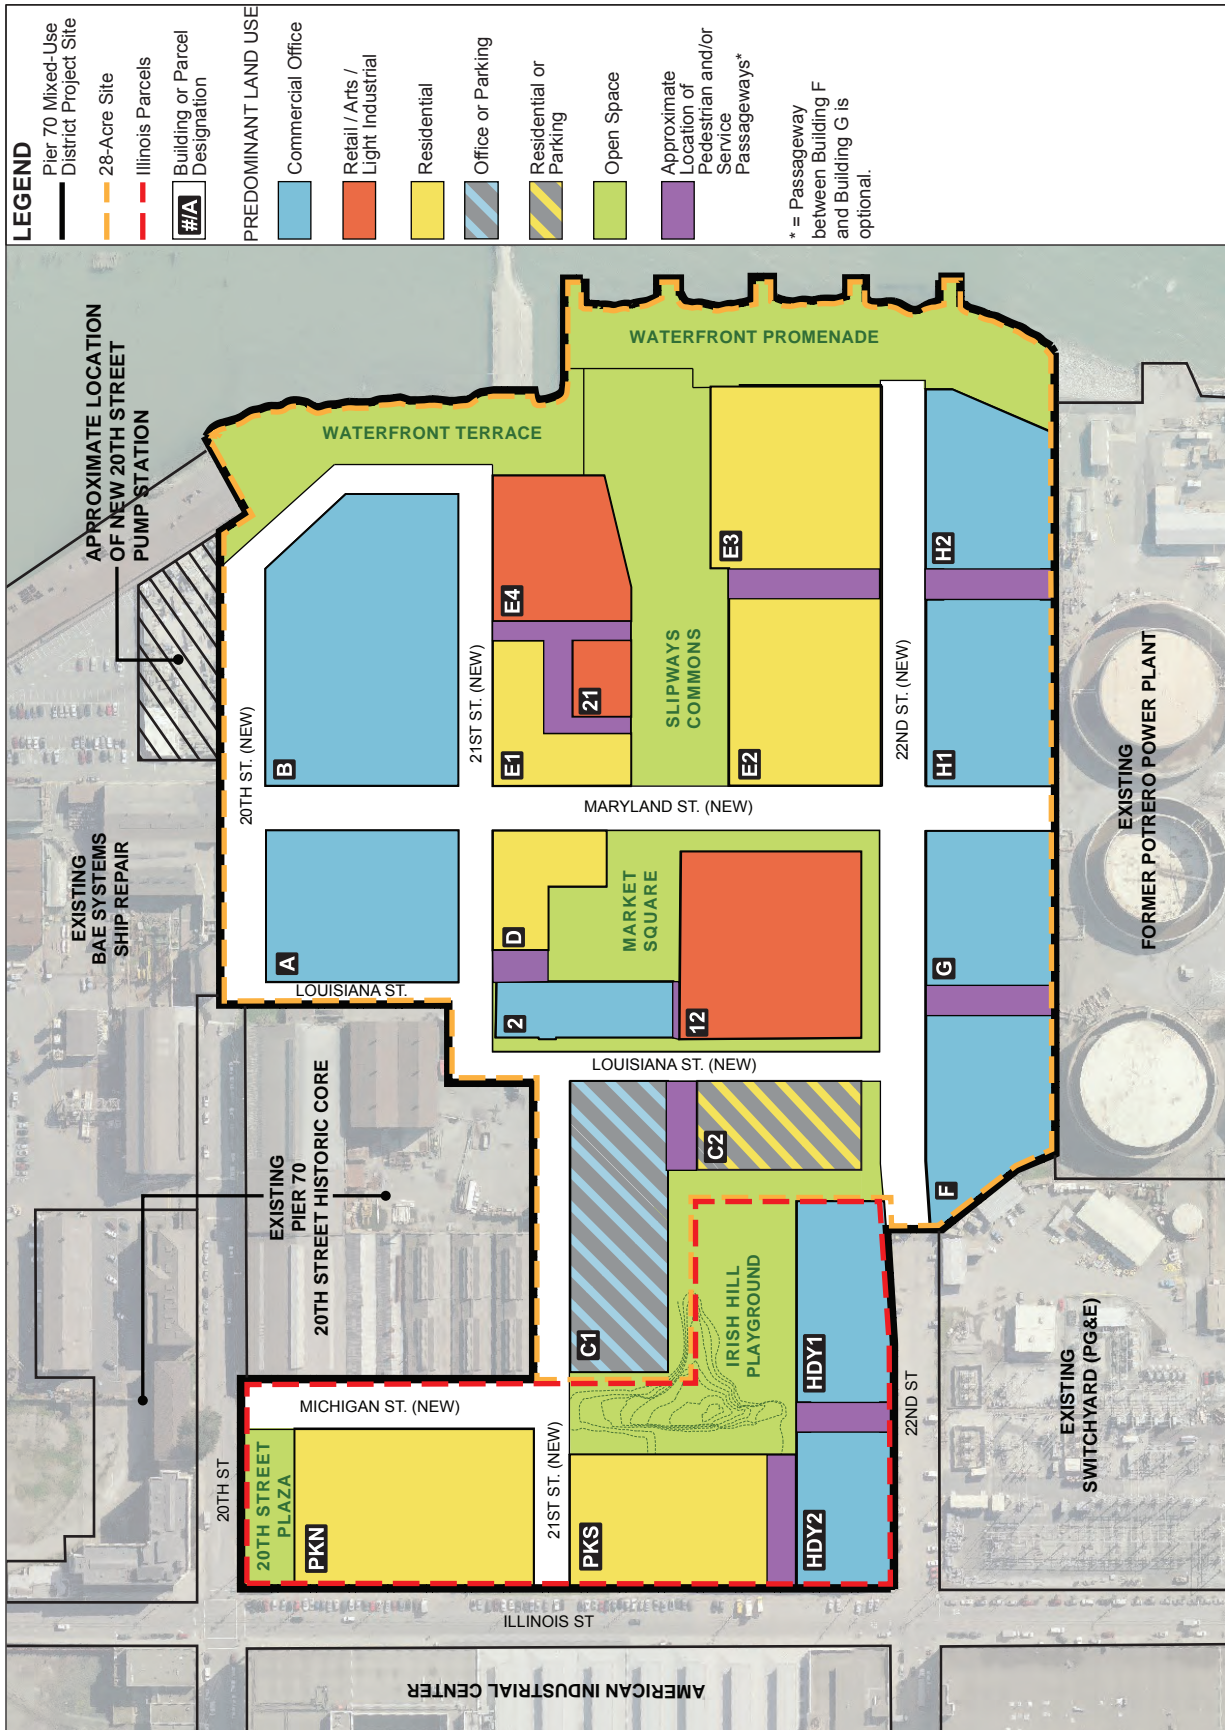 LEGEND
Pier 70 Mixed-Use
District Project Site
28-Acre Site
Illinois Parcels
#/A
Building or Parcel
Designation
PREDOMINANT LAND USE
Commercial Office
Retail / Arts /
Light Industrial
Residential
Office or Parking
Residential or
Parking
Open Space
Approximate
Location of
Pedestrian and/or
Service
Passageways*
* = Passageway
between Building F
and Building G is
optional.
APPROXIMATE LOCATION
OF NEW 20TH STREET
PUMP STATION
WATERFRONT TERRACE
WATERFRONT PROMENADE
EXISTING
BAE SYSTEMS
SHIP REPAIR
20TH ST. (NEW)
B
A
LOUISIANA ST.
21ST ST. (NEW)
E4
21
E1
SLIPWAYS
COMMONS
E3
E2
22ND ST. (NEW)
H2
H1
MARYLAND ST. (NEW)
D
MARKET
SQUARE
2
12
G
F
LOUISIANA ST. (NEW)
EXISTING
FORMER POTRERO POWER PLANT
EXISTING
PIER 70
20TH STREET HISTORIC CORE
C1
C2
IRISH HILL
PLAYGROUND
HDY1
HDY2
22ND ST
MICHIGAN ST. (NEW)
20TH ST
20TH STREET
PLAZA
PKN
21ST ST. (NEW)
PKS
EXISTING
SWITCHYARD (PG&E)
ILLINOIS ST
AMERICAN INDUSTRIAL CENTER